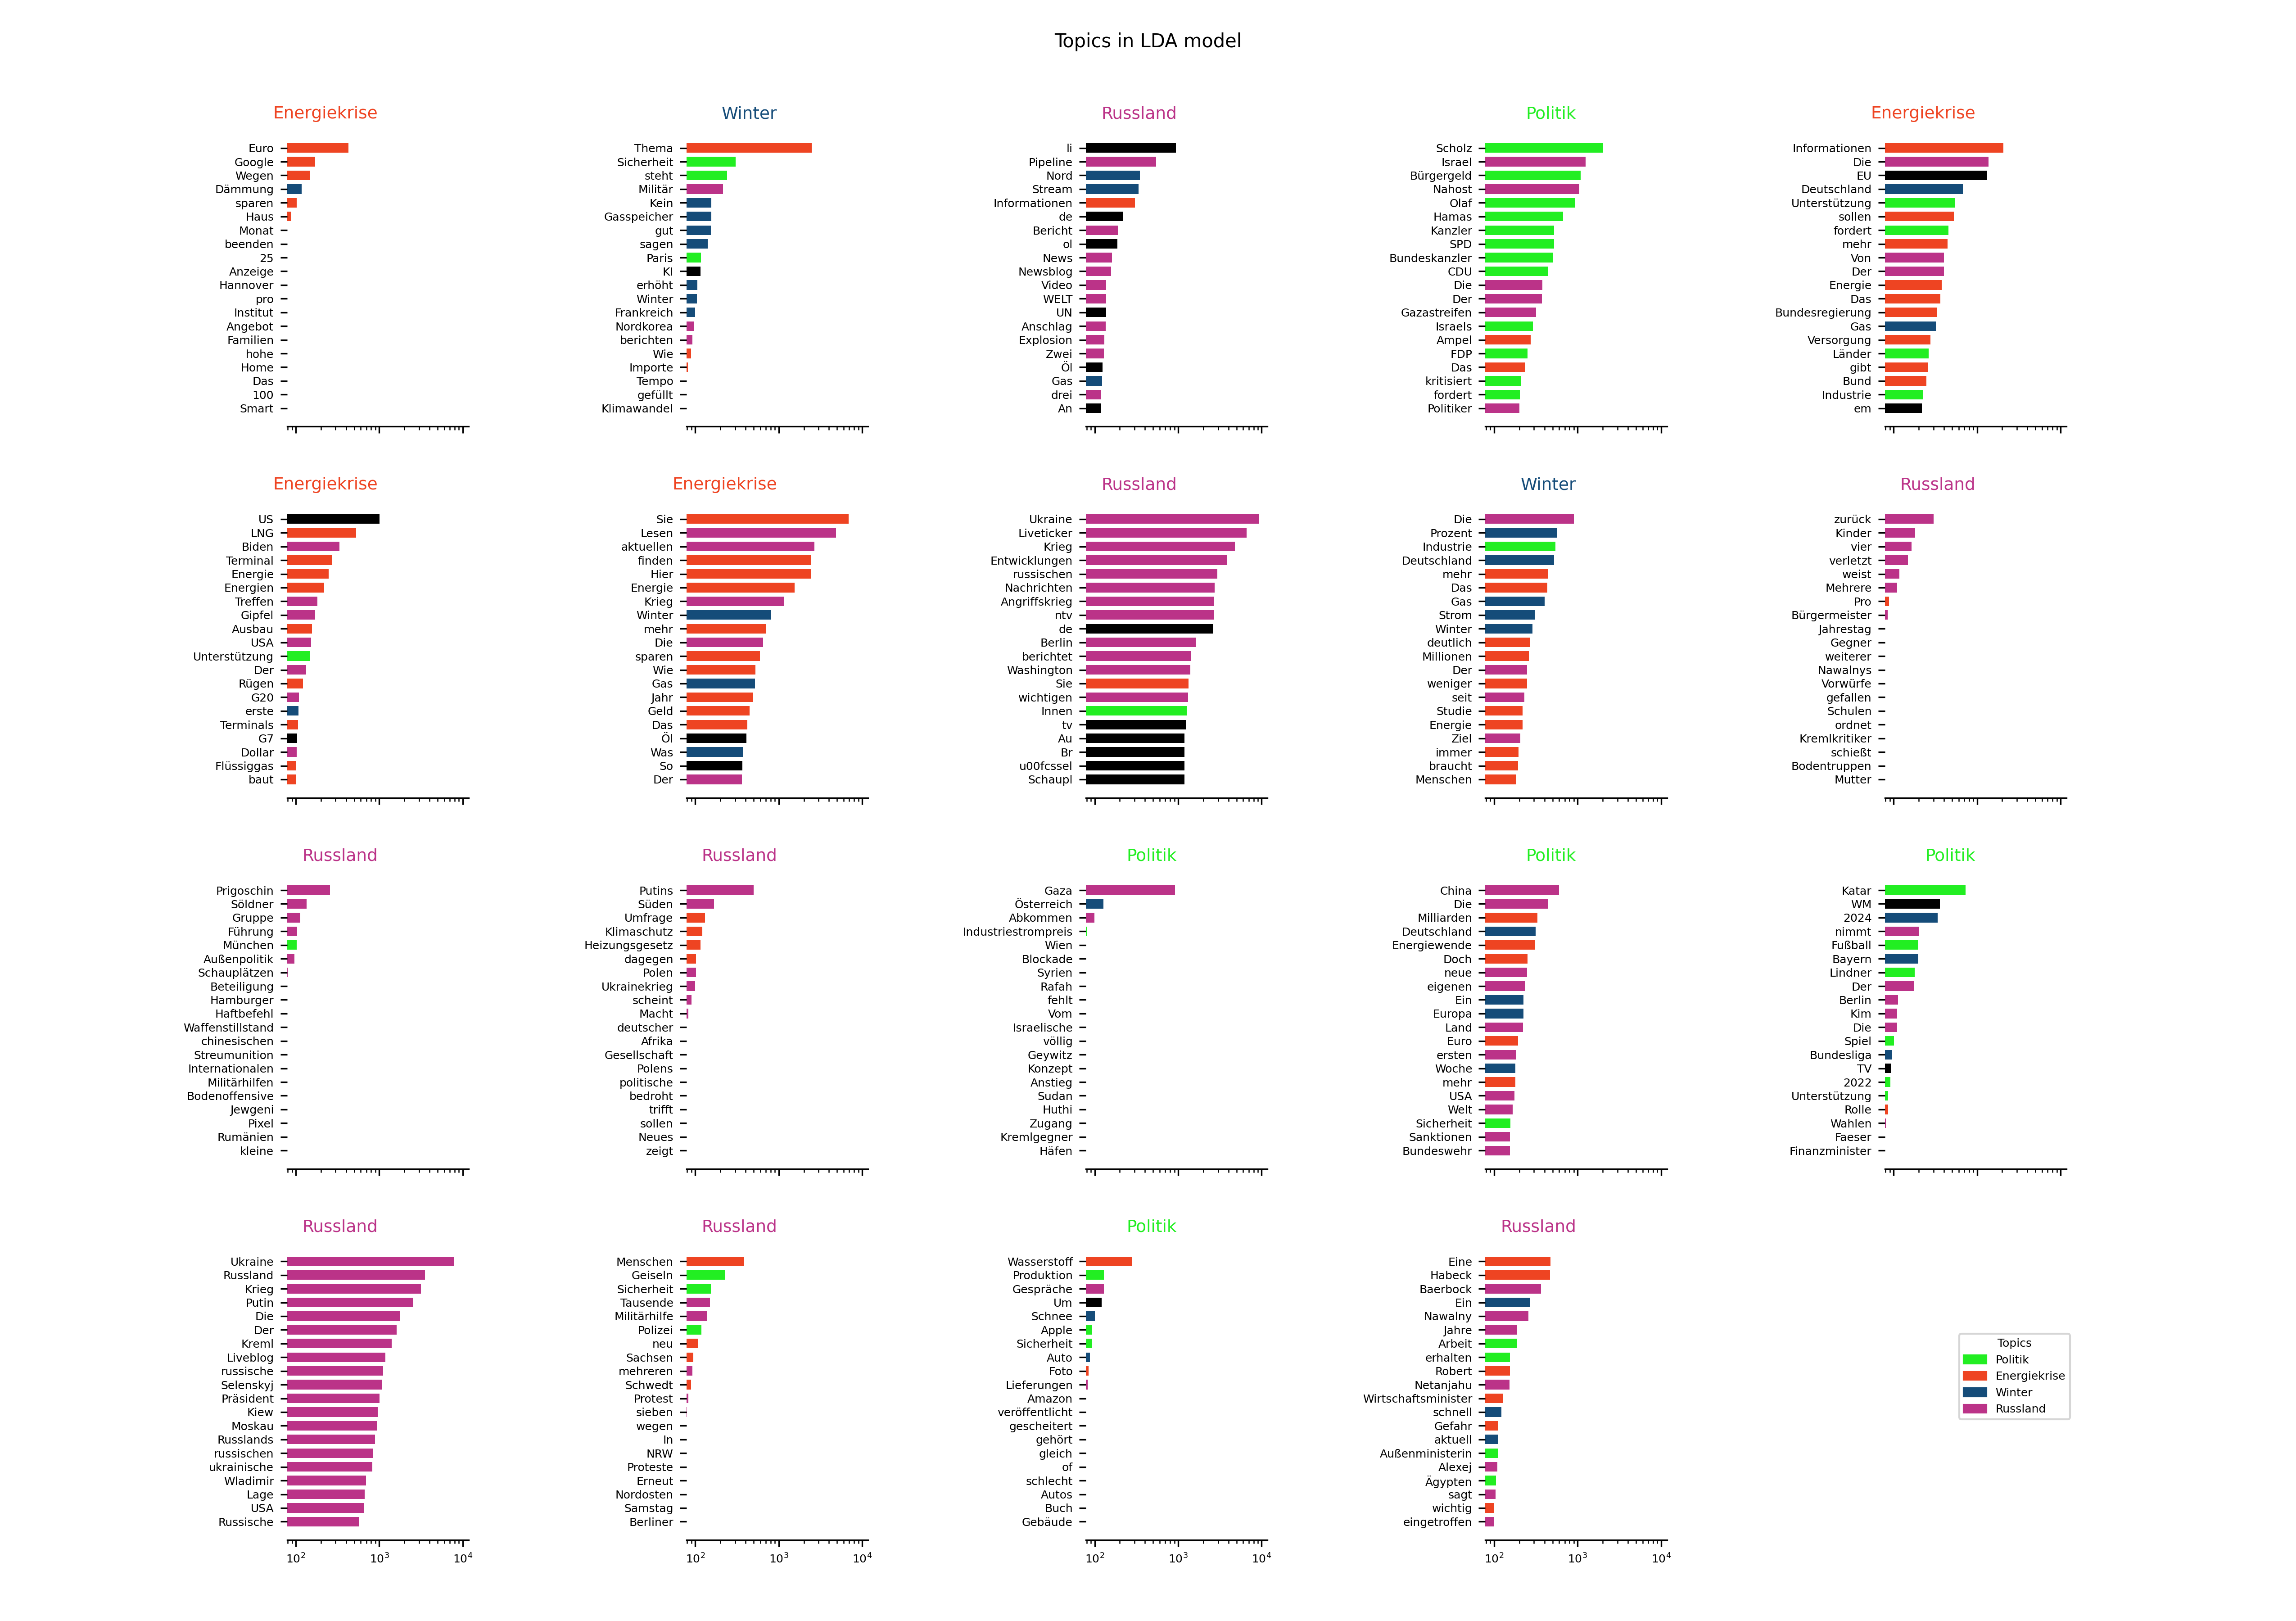 Topics in LDA model
Energiekrise
Euro
Google
Wegen
Dämmung
sparen
Haus
Monat
beenden
25
Anzeige
Hannover
pro
Institut
Angebot
Familien
hohe
Home
Das
100
Smart
Winter
Thema
Sicherheit
steht
Militär
Kein
Gasspeicher
gut
sagen
Paris
KI
erhöht
Winter
Frankreich
Nordkorea
berichten
Wie
Importe
Tempo
gefüllt
Klimawandel
Russland
li
Pipeline
Nord
Stream
Informationen
de
Bericht
ol
News
Newsblog
Video
WELT
UN
Anschlag
Explosion
Zwei
Öl
Gas
drei
An
Politik
Scholz
Israel
Bürgergeld
Nahost
Olaf
Hamas
Kanzler
SPD
Bundeskanzler
CDU
Die
Der
Gazastreifen
Israels
Ampel
FDP
Das
kritisiert
fordert
Politiker
Energiekrise
Informationen
Die
EU
Deutschland
Unterstützung
sollen
fordert
mehr
Von
Der
Energie
Das
Bundesregierung
Gas
Versorgung
Länder
gibt
Bund
Industrie
em
Energiekrise
US
LNG
Biden
Terminal
Energie
Energien
Treffen
Gipfel
Ausbau
USA
Unterstützung
Der
Rügen
G20
erste
Terminals
G7
Dollar
Flüssiggas
baut
Energiekrise
Sie
Lesen
aktuellen
finden
Hier
Energie
Krieg
Winter
mehr
Die
sparen
Wie
Gas
Jahr
Geld
Das
Öl
Was
So
Der
Russland
Ukraine
Liveticker
Krieg
Entwicklungen
russischen
Nachrichten
Angriffskrieg
ntv
de
Berlin
berichtet
Washington
Sie
wichtigen
Innen
tv
Au
Br
u00fcssel
Schaupl
Winter
Die
Prozent
Industrie
Deutschland
mehr
Das
Gas
Strom
Winter
deutlich
Millionen
Der
weniger
seit
Studie
Energie
Ziel
immer
braucht
Menschen
Russland
zurück
Kinder
vier
verletzt
weist
Mehrere
Pro
Bürgermeister
Jahrestag
Gegner
weiterer
Nawalnys
Vorwürfe
gefallen
Schulen
ordnet
Kremlkritiker
schießt
Bodentruppen
Mutter
Russland
Prigoschin
Söldner
Gruppe
Führung
München
Außenpolitik
Schauplätzen
Beteiligung
Hamburger
Haftbefehl
Waffenstillstand
chinesischen
Streumunition
Internationalen
Militärhilfen
Bodenoffensive
Jewgeni
Pixel
Rumänien
kleine
Russland
Putins
Süden
Umfrage
Klimaschutz
Heizungsgesetz
dagegen
Polen
Ukrainekrieg
scheint
Macht
deutscher
Afrika
Gesellschaft
Polens
politische
bedroht
trifft
sollen
Neues
zeigt
Politik
Gaza
Österreich
Abkommen
Industriestrompreis
Wien
Blockade
Syrien
Rafah
fehlt
Vom
Israelische
völlig
Geywitz
Konzept
Anstieg
Sudan
Huthi
Zugang
Kremlgegner
Häfen
Politik
China
Die
Milliarden
Deutschland
Energiewende
Doch
neue
eigenen
Ein
Europa
Land
Euro
ersten
Woche
mehr
USA
Welt
Sicherheit
Sanktionen
Bundeswehr
Politik
Katar
WM
2024
nimmt
Fußball
Bayern
Lindner
Der
Berlin
Kim
Die
Spiel
Bundesliga
TV
2022
Unterstützung
Rolle
Wahlen
Faeser
Finanzminister
Russland
Ukraine
Russland
Krieg
Putin
Die
Der
Kreml
Liveblog
russische
Selenskyj
Präsident
Kiew
Moskau
Russlands
russischen
ukrainische
Wladimir
Lage
USA
Russische
10² 10³ 10⁴
Russland
Menschen
Geiseln
Sicherheit
Tausende
Militärhilfe
Polizei
neu
Sachsen
mehreren
Schwedt
Protest
sieben
wegen
In
NRW
Proteste
Erneut
Nordosten
Samstag
Berliner
10² 10³ 10⁴
Politik
Wasserstoff
Produktion
Gespräche
Um
Schnee
Apple
Sicherheit
Auto
Foto
Lieferungen
Amazon
veröffentlicht
gescheitert
gehört
gleich
of
schlecht
Autos
Buch
Gebäude
10² 10³ 10⁴
Russland
Eine
Habeck
Baerbock
Ein
Nawalny
Jahre
Arbeit
erhalten
Robert
Netanjahu
Wirtschaftsminister
schnell
Gefahr
aktuell
Außenministerin
Alexej
Ägypten
sagt
wichtig
eingetroffen
10² 10³ 10⁴
Topics
Politik
Energiekrise
Winter
Russland